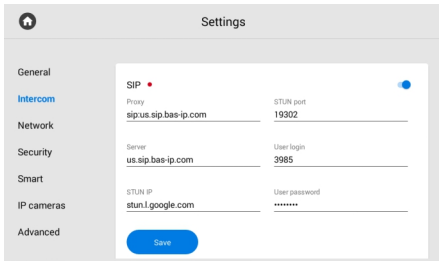 Settings
General
Intercom
Network
Security
Smart
IP cameras
Advanced
SIP
Proxy
sip:us.sip.bas-ip.com
STUN port
19302
Server
us.sip.bas-ip.com
User login
3985
STUN IP
stun.l.google.com
User password
••••••••
Save